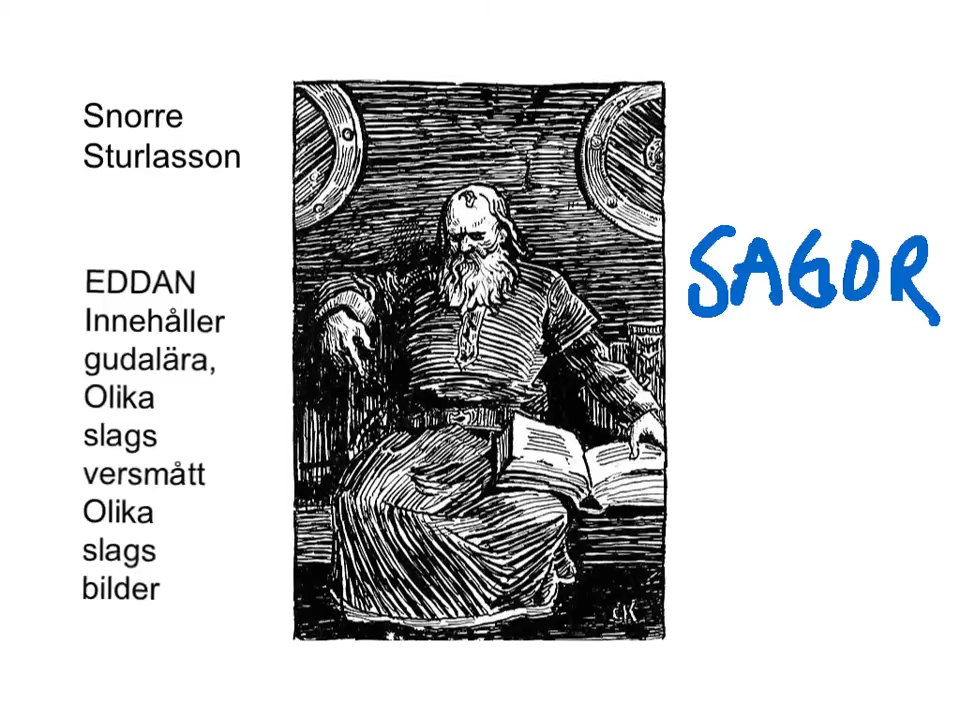 Snorre
Sturlasson
EDDAN
Innehåller
gudalära,
Olika
slags
versmått
Olika
slags
bilder
SAGOR